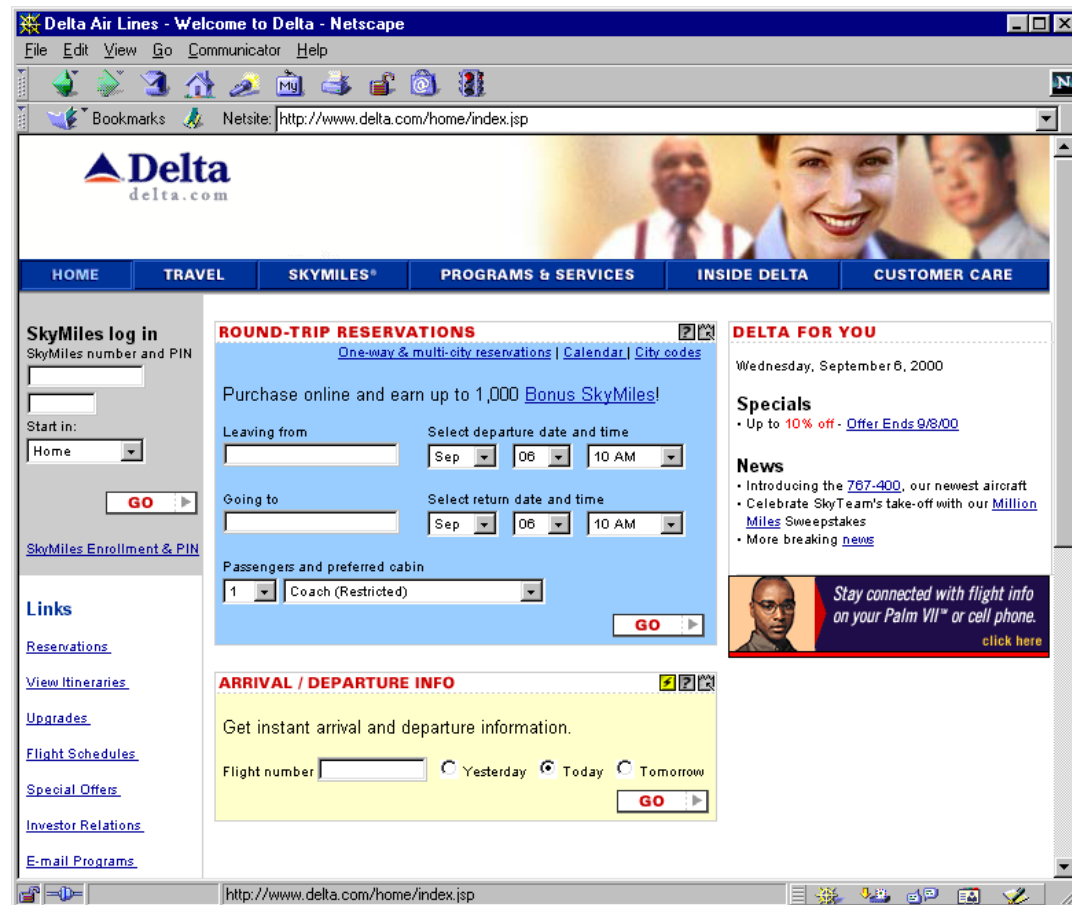 Delta Air Lines - Welcome to Delta - Netscape
File Edit View Go Communicator Help
My
N
Bookmarks Netsite: http://www.delta.com/home/index.jsp
Delta
delta.com
HOME TRAVEL SKYMILES® PROGRAMS & SERVICES INSIDE DELTA CUSTOMER CARE
SkyMiles log in
SkyMiles number and PIN
Start in:
Home
GO
SkyMiles Enrollment & PIN
Links
Reservations
View Itineraries
Upgrades
Flight Schedules
Special Offers
Investor Relations
E-mail Programs
ROUND-TRIP RESERVATIONS ?
One-way & multi-city reservations | Calendar | City codes
Purchase online and earn up to 1,000 Bonus SkyMiles!
Leaving from Select departure date and time
Sep 06 10 AM
Going to Select return date and time
Sep 06 10 AM
Passengers and preferred cabin
1 Coach (Restricted)
GO
ARRIVAL / DEPARTURE INFO ?
Get instant arrival and departure information.
Flight number Yesterday Today Tomorrow
GO
DELTA FOR YOU
Wednesday, September 6, 2000
Specials
• Up to 10% off - Offer Ends 9/8/00
News
• Introducing the 767-400, our newest aircraft
• Celebrate SkyTeam's take-off with our Million
Miles Sweepstakes
• More breaking news
Stay connected with flight info
on your Palm VII™ or cell phone.
click here
http://www.delta.com/home/index.jsp